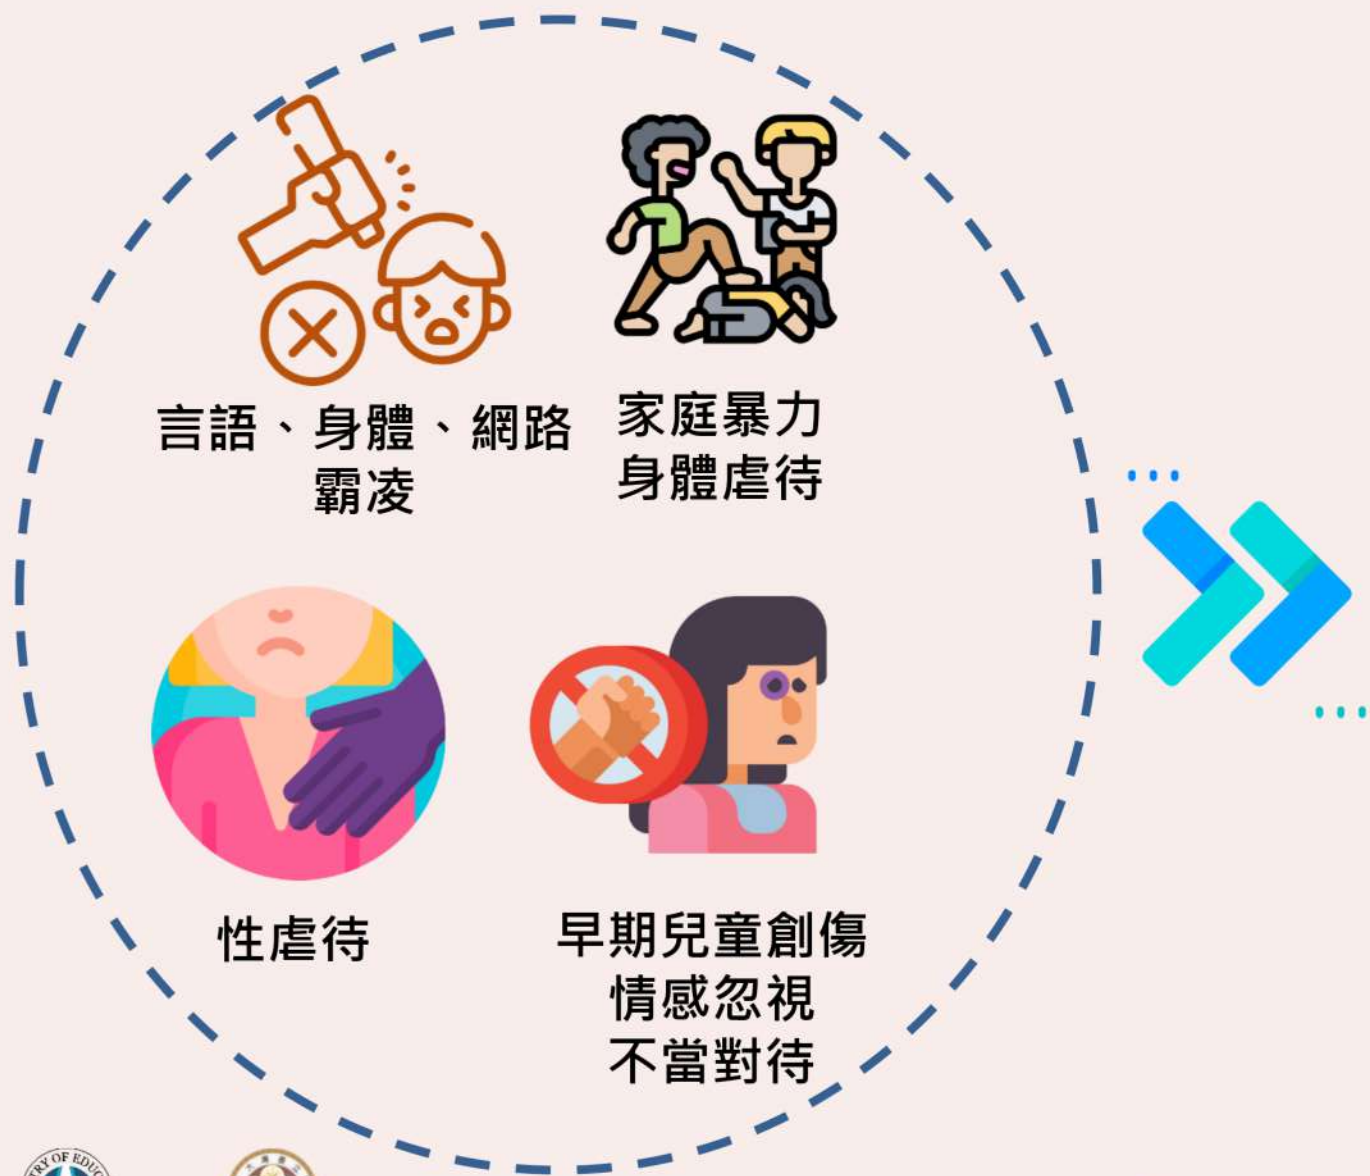 言語、身體、網路
霸凌
家庭暴力
身體虐待
性虐待
早期兒童創傷
情感忽視
不當對待